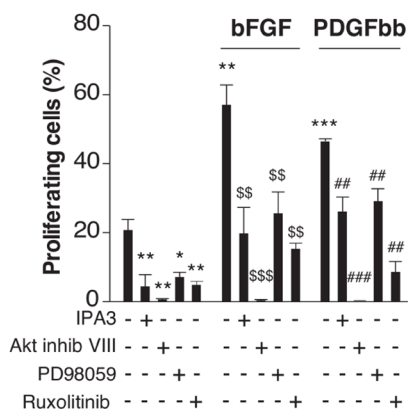 80
60
40
20
0
Proliferating cells (%)
bFGF PDGFbb
** ** * **
** $$ $$$ $$ $$
*** ## ### ## ##
IPA3 - + - - - - + - - - - + - - -
Akt inhib VIII - - + - - - - + - - - - + - -
PD98059 - - - + - - - - + - - - - + -
Ruxolitinib - - - - + - - - - + - - - - +